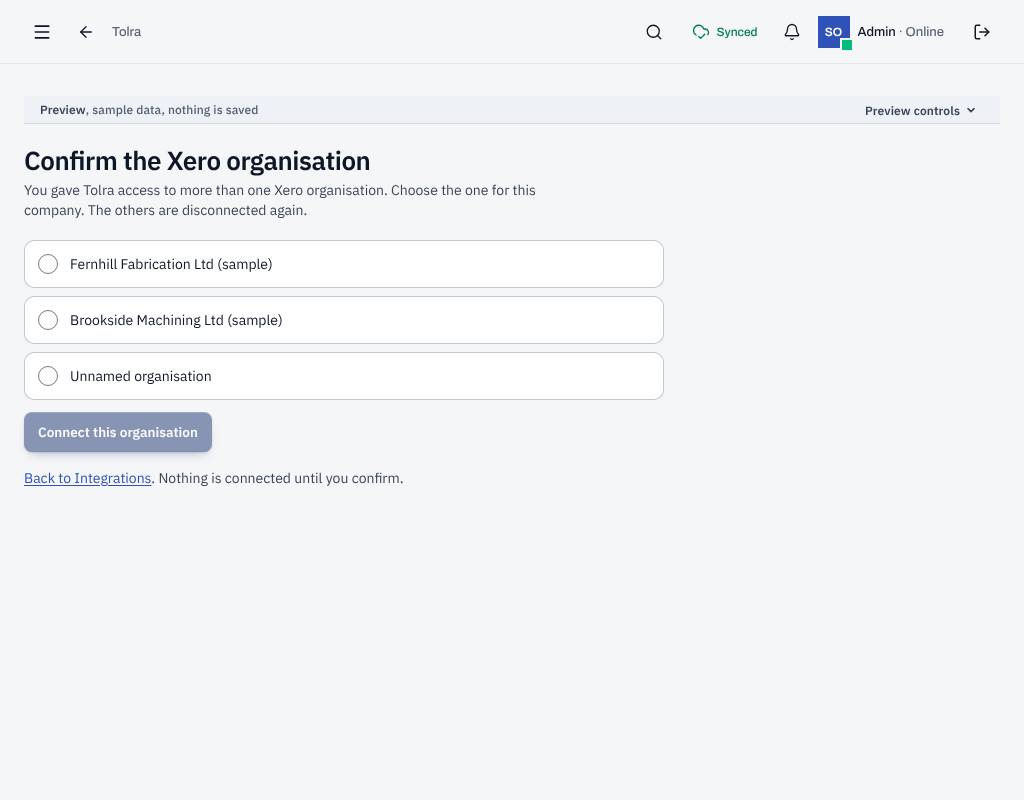 Tolra
Synced
SO
Admin · Online
Preview, sample data, nothing is saved
Preview controls
Confirm the Xero organisation
You gave Tolra access to more than one Xero organisation. Choose the one for this
company. The others are disconnected again.
Fernhill Fabrication Ltd (sample)
Brookside Machining Ltd (sample)
Unnamed organisation
Connect this organisation
Back to Integrations. Nothing is connected until you confirm.